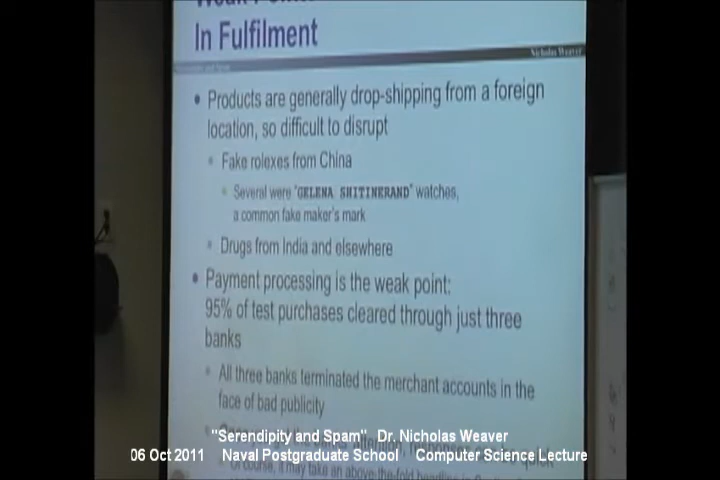 In Fulfilment
Nicholas Weaver
• Products are generally drop-shipping from a foreign
location, so difficult to disrupt
• Fake rolexes from China
• Several were "GELENA SHITINERAND" watches,
a common fake maker's mark
• Drugs from India and elsewhere
• Payment processing is the weak point:
95% of test purchases cleared through just three
banks
• All three banks terminated the merchant accounts in the
face of bad publicity
"Serendipity and Spam" Dr. Nicholas Weaver
06 Oct 2011 Naval Postgraduate School Computer Science Lecture